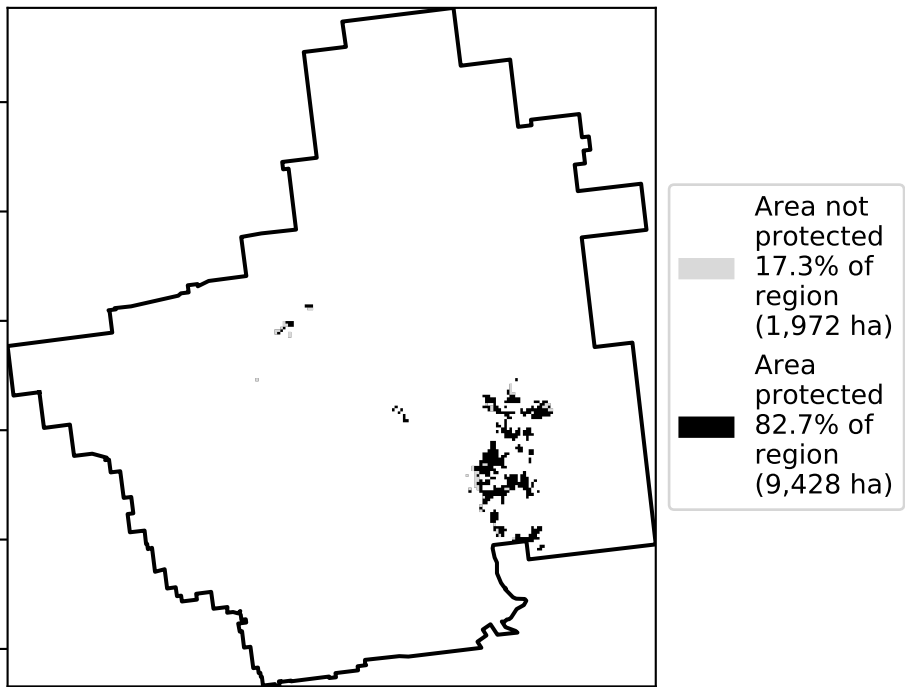 Area not
protected
17.3% of
region
(1,972 ha)
Area
protected
82.7% of
region
(9,428 ha)